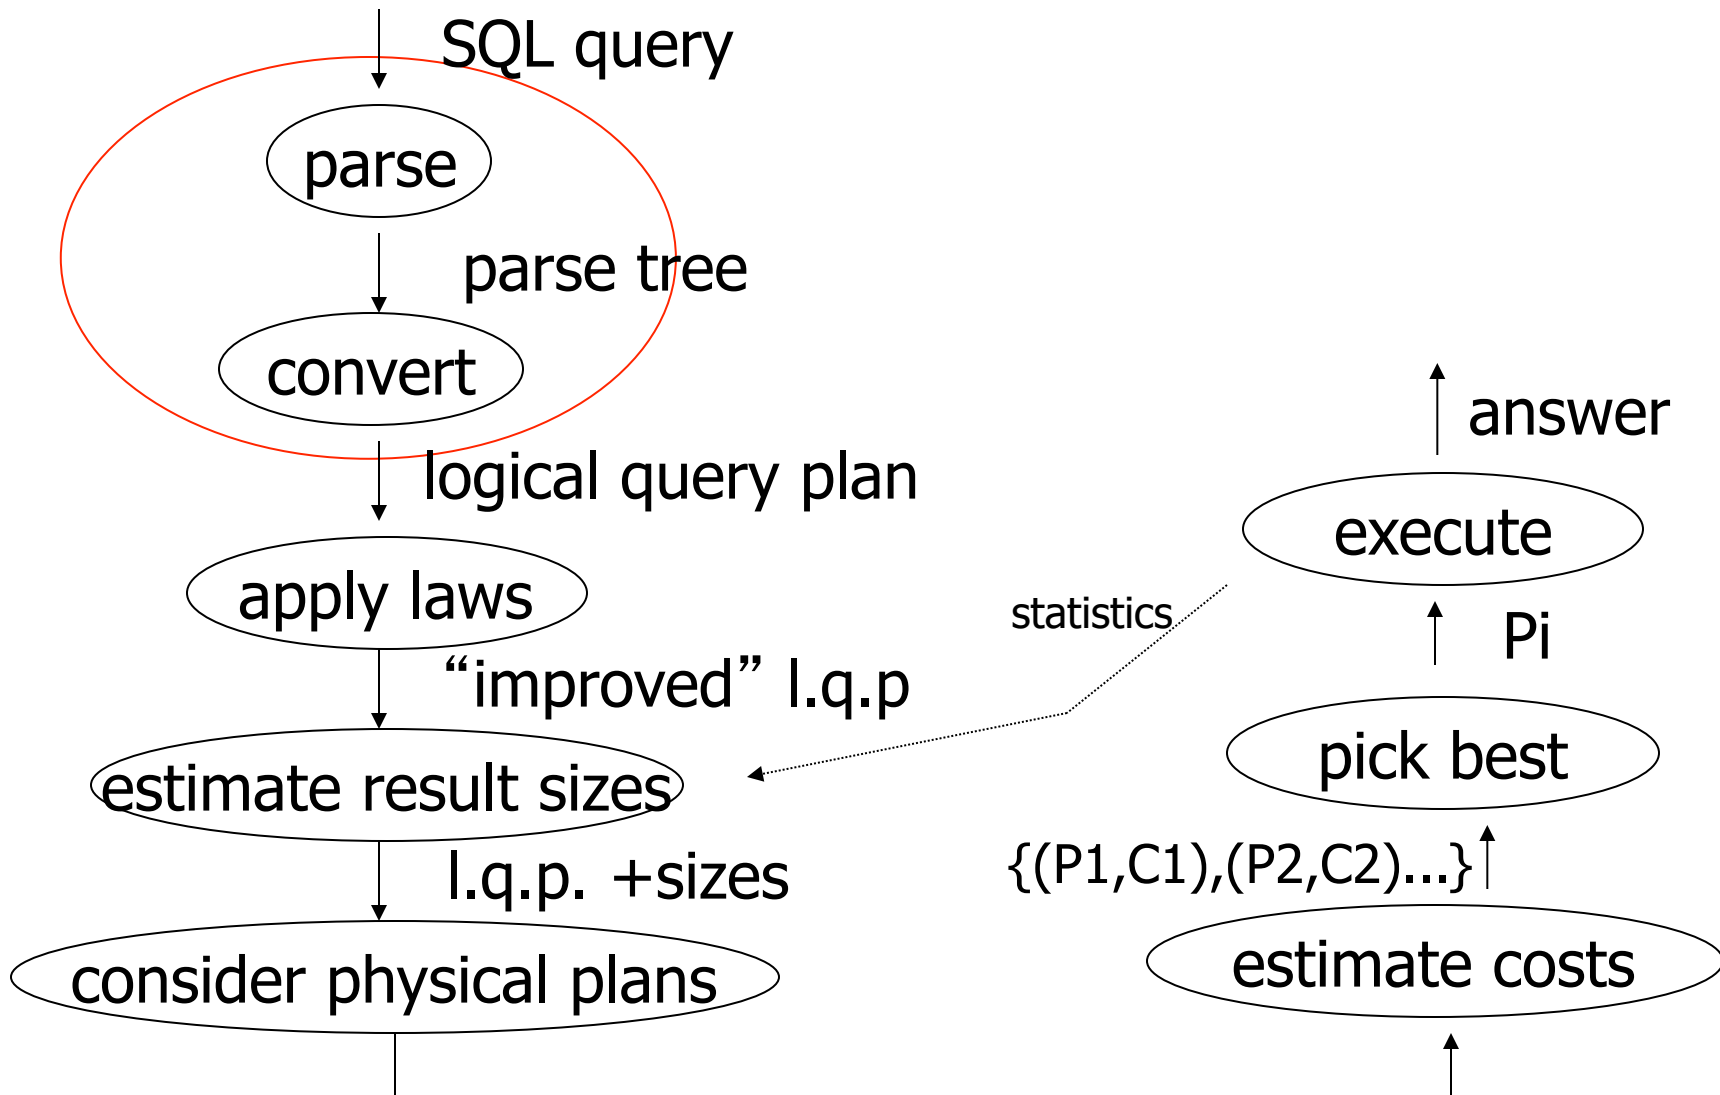 SQL query
parse
parse tree
convert
logical query plan
apply laws
“improved” l.q.p
estimate result sizes
l.q.p. +sizes
consider physical plans
answer
execute
statistics
Pi
pick best
{(P1,C1),(P2,C2)...}
estimate costs